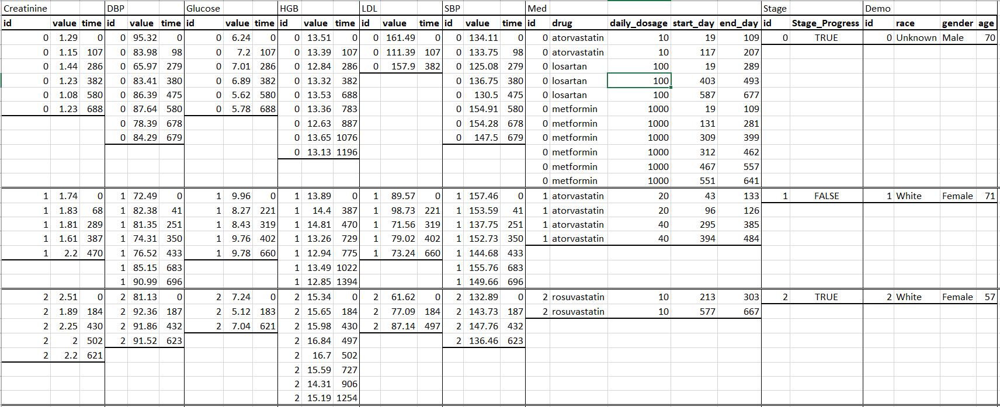 Creatinine DBP Glucose HGB LDL SBP Med Stage Demo
id value time id value time id value time id value time id value time id value time id drug daily_dosage start_day end_day id Stage_Progress id race gender age
0 1.29 0 0 95.32 0 0 6.24 0 0 13.51 0 0 161.49 0 0 134.11 0 0 atorvastatin 10 19 109 0 TRUE 0 Unknown Male 70
0 1.15 107 0 83.98 98 0 7.2 107 0 13.39 107 0 111.39 107 0 133.75 98 0 atorvastatin 10 117 207
0 1.44 286 0 65.97 279 0 7.01 286 0 12.84 286 0 157.9 382 0 125.08 279 0 losartan 100 19 289
0 1.23 382 0 83.41 380 0 6.89 382 0 13.32 382 0 136.75 380 0 losartan 100 403 493
0 1.08 580 0 86.39 475 0 5.62 580 0 13.53 688 0 130.5 475 0 losartan 100 587 677
0 1.23 688 0 87.64 580 0 5.78 688 0 13.36 783 0 154.91 580 0 metformin 1000 19 109
0 78.39 678 0 12.63 887 0 154.28 678 0 metformin 1000 131 281
0 84.29 679 0 13.65 1076 0 147.5 679 0 metformin 1000 309 399
0 13.13 1196 0 metformin 1000 312 462
0 metformin 1000 467 557
0 metformin 1000 551 641
1 1.74 0 1 72.49 0 1 9.96 0 1 13.89 0 1 89.57 0 1 157.46 0 1 atorvastatin 20 43 133 1 FALSE 1 White Female 71
1 1.83 68 1 82.38 41 1 8.27 221 1 14.4 387 1 98.73 221 1 153.59 41 1 atorvastatin 20 96 126
1 1.81 289 1 81.35 251 1 8.43 319 1 14.81 470 1 71.56 319 1 137.75 251 1 atorvastatin 40 295 385
1 1.61 387 1 74.31 350 1 9.76 402 1 13.26 729 1 79.02 402 1 152.73 350 1 atorvastatin 40 394 484
1 2.2 470 1 76.52 433 1 9.78 660 1 12.94 775 1 73.24 660 1 144.68 433
1 85.15 683 1 13.49 1022 1 155.76 683
1 90.99 696 1 12.85 1394 1 149.66 696
2 2.51 0 2 81.13 0 2 7.24 0 2 15.34 0 2 61.62 0 2 132.89 0 2 rosuvastatin 10 213 303 2 TRUE 2 White Female 57
2 1.89 184 2 92.36 187 2 5.12 183 2 15.65 184 2 77.09 184 2 143.73 187 2 rosuvastatin 10 577 667
2 2.25 430 2 91.86 432 2 7.04 621 2 15.98 430 2 87.14 497 2 147.76 432
2 2 502 2 91.52 623 2 16.84 497 2 136.46 623
2 2.2 621 2 16.7 502
2 15.59 727
2 14.31 906
2 15.19 1254